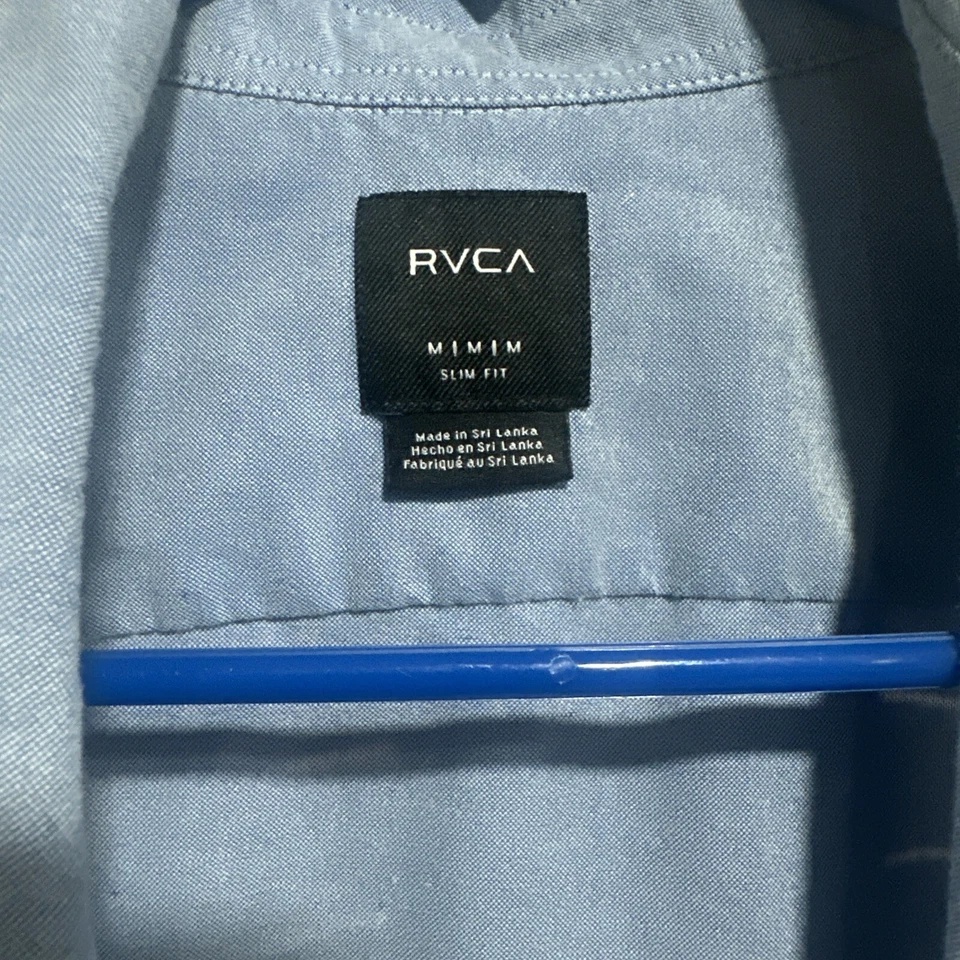 RVCA
M | M | M
SLIM FIT
Made in Sri Lanka
Hecho en Sri Lanka
Fabriqué au Sri Lanka